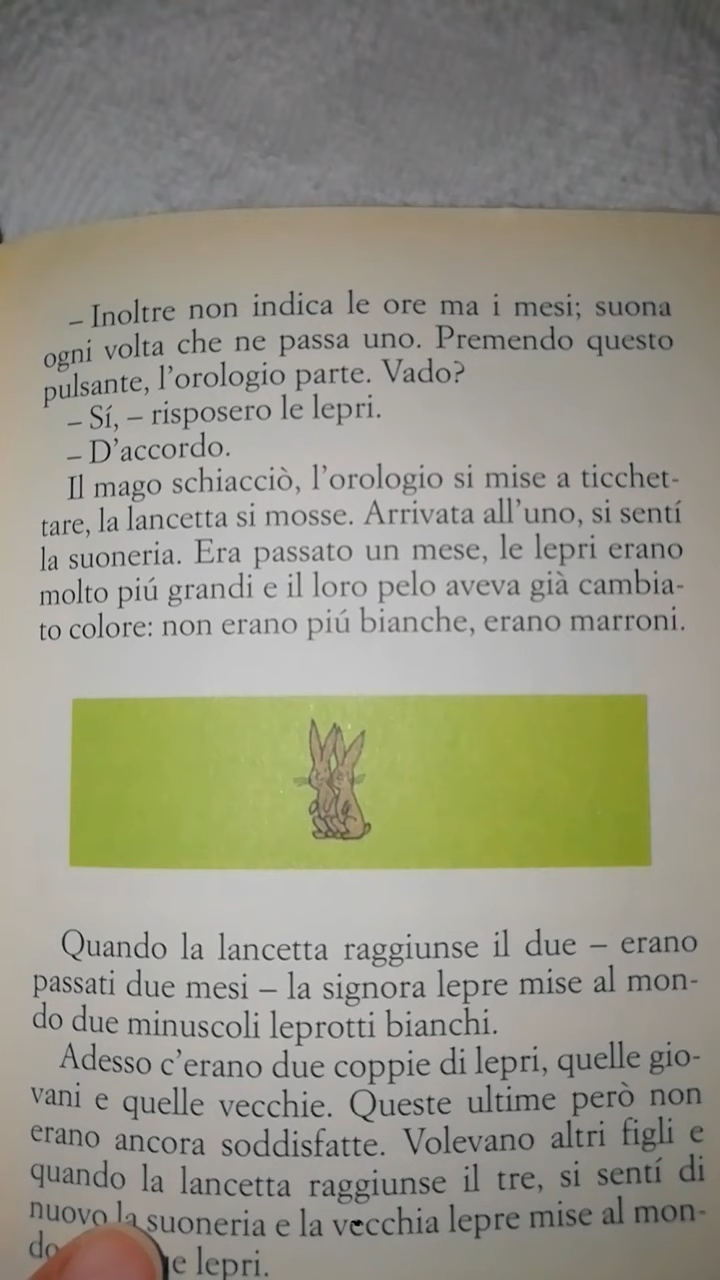 – Inoltre non indica le ore ma i mesi; suona
ogni volta che ne passa uno. Premendo questo
pulsante, l'orologio parte. Vado?
– Sí, – risposero le lepri.
– D'accordo.
Il mago schiacciò, l'orologio si mise a ticchet-
tare, la lancetta si mosse. Arrivata all'uno, si sentí
la suoneria. Era passato un mese, le lepri erano
molto piú grandi e il loro pelo aveva già cambia-
to colore: non erano piú bianche, erano marroni.
Quando la lancetta raggiunse il due – erano
passati due mesi – la signora lepre mise al mon-
do due minuscoli leprotti bianchi.
Adesso c'erano due coppie di lepri, quelle gio-
vani e quelle vecchie. Queste ultime però non
erano ancora soddisfatte. Volevano altri figli e
quando la lancetta raggiunse il tre, si sentí di
nuovo la suoneria e la vecchia lepre mise al mon-
do lepri.